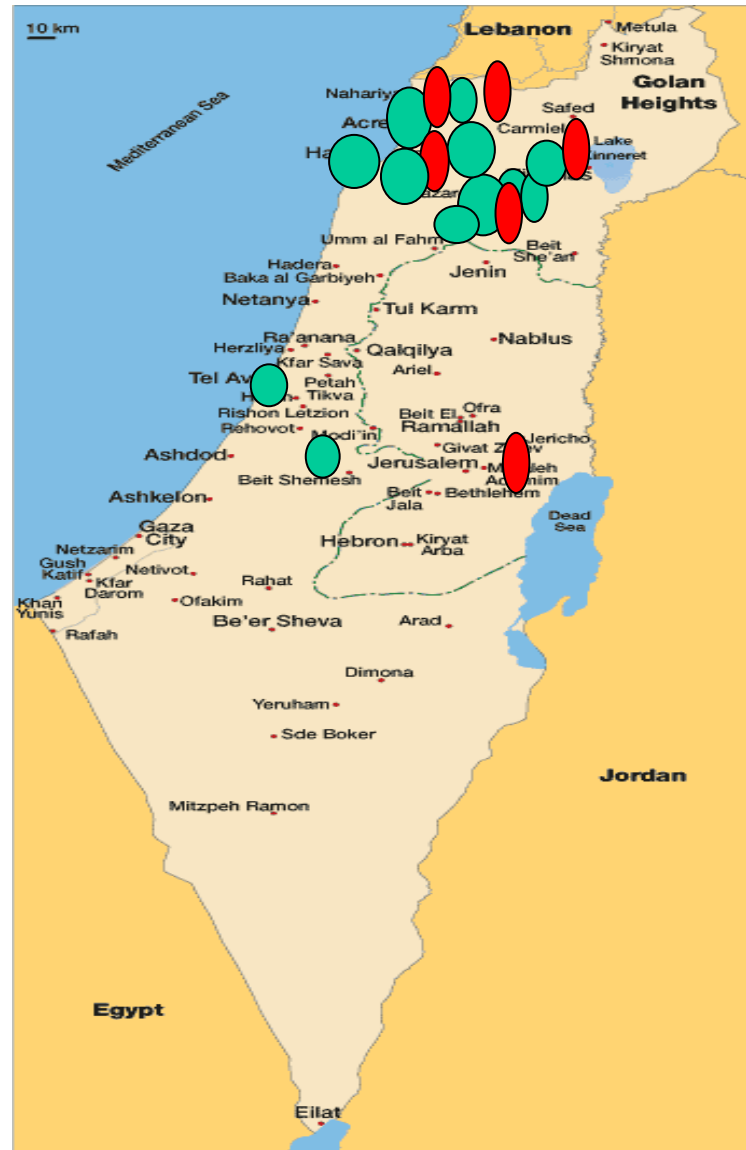 10 km
Lebanon
Metula
Kiryat
Shmona
Golan
Heights
Mediterranean Sea
Safed
Carmiel
Lake
Umm al Fahm
Beit
She'an
Hadera
Baka al Garbiyeh
Jenin
Netanya
Tul Karm
Ra'anana
Herzliya
Kfar Sava
Qalqilya
Nablus
Petah
Tikva
Ariel
Rishon Letzion
Rehovot
Modi'in
Beit El
Ofra
Ramallah
Jericho
Givat
Ashdod
Jerusalem
Beit Shemesh
Ashkelon
Beit
Jala
Bethlehem
Dead
Sea
Gaza
City
Hebron
Kiryat
Arba
Netzarim
Gush
Katif
Kfar
Darom
Netivot
Rahat
Khan
Yunis
Ofakim
Rafah
Be'er Sheva
Arad
Dimona
Yeruham
Sde Boker
Jordan
Mitzpeh Ramon
Egypt
Eilat